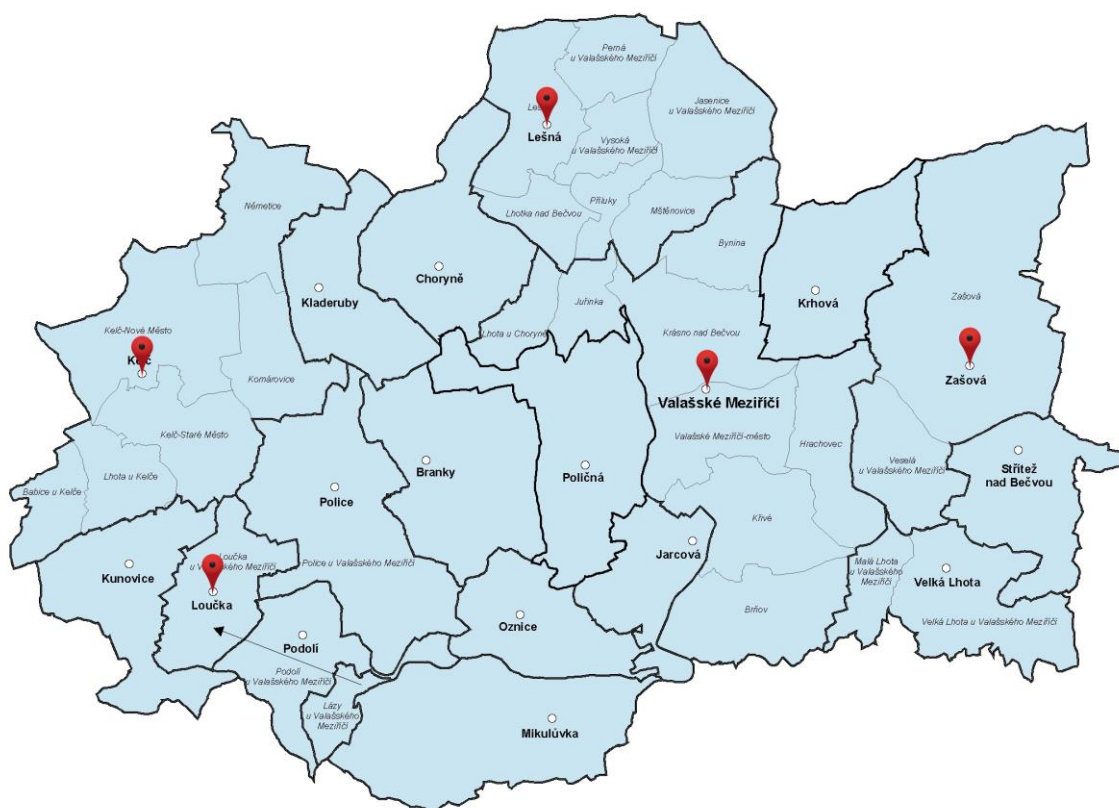 Perná
u Valašského Meziříčí
Jasenice
u Valašského Meziříčí
Lešná
Vysoká
u Valašského Meziříčí
Příluky
Lhotka nad Bečvou
Mštěnovice
Němetice
Bynina
Choryně
Kladeruby
Krhová
Juřinka
Zašová
Lhota u Choryně
Krásno nad Bečvou
Kelč-Nové Město
Kelč
Komárovice
Zašová
Valašské Meziříčí
Valašské Meziříčí-město
Kelč-Staré Město
Hrachovec
Branky
Poličná
Veselá
u Valašského Meziříčí
Střítež
nad Bečvou
Lhota u Kelče
Babice u Kelče
Police
Křivé
Jarcová
Loučka
u Valašského Meziříčí
Police u Valašského Meziříčí
Malá Lhota
u Valašského
Meziříčí
Kunovice
Velká Lhota
Loučka
Brňov
Oznice
Velká Lhota u Valašského Meziříčí
Podolí
Podolí
u Valašského Meziříčí
Lázy
u Valašského
Meziříčí
Mikulůvka